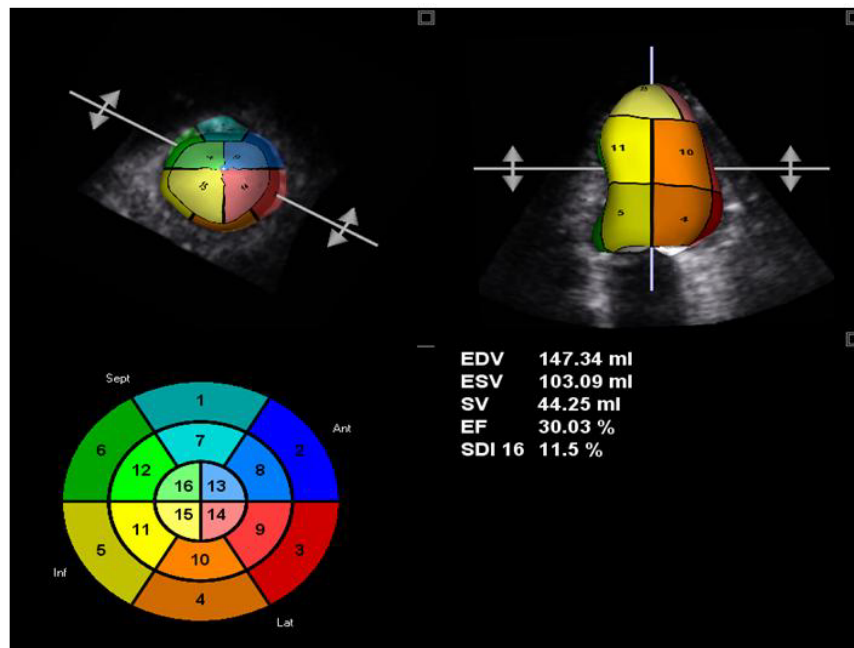 11
10
5
4
Sept
Ant
Inf
Lat
1
2
3
4
5
6
7
8
9
10
11
12
13
14
15
16
EDV 147.34 ml
ESV 103.09 ml
SV 44.25 ml
EF 30.03 %
SDI 16 11.5 %